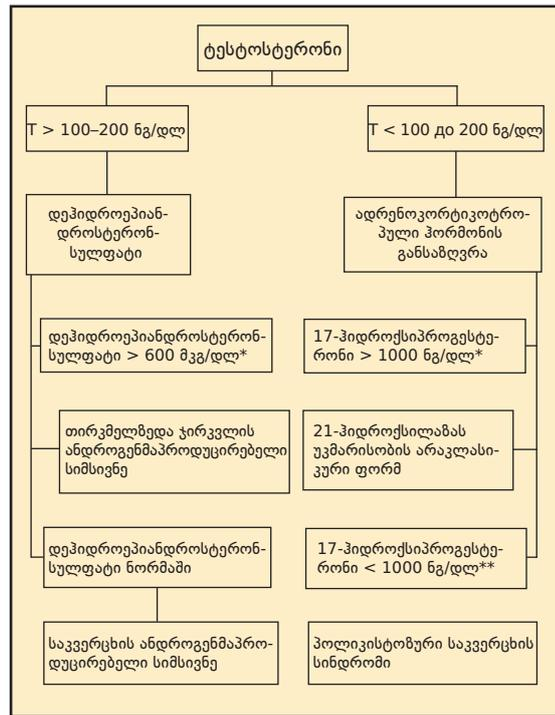 ტესტოსტერონი
T > 100–200 ნგ/დლ
T < 100 до 200 ნგ/დლ
დეჰიდროეპიან-
დროსტერონ-
სულფატი
ადრენოკორტიკოტრო-
პული ჰორმონის
განსაზღვრა
დეჰიდროეპიანდროსტერონ-
სულფატი > 600 მკგ/დლ*
17-ჰიდროქსიპროგესტე-
რონი > 1000 ნგ/დლ*
თირკმელზედა ჯირკვლის
ანდროგენმაპროდუცირებელი
სიმსივნე
21-ჰიდროქსილაზას
უკმარისობის არაკლასი-
კური ფორმ
დეჰიდროეპიანდროსტერონ-
სულფატი ნორმაში
17-ჰიდროქსიპროგესტე-
რონი < 1000 ნგ/დლ**
საკვერცხის ანდროგენმაპრო-
დუცირებელი სიმსივნე
პოლიკისტოზური საკვერცხის
სინდრომი